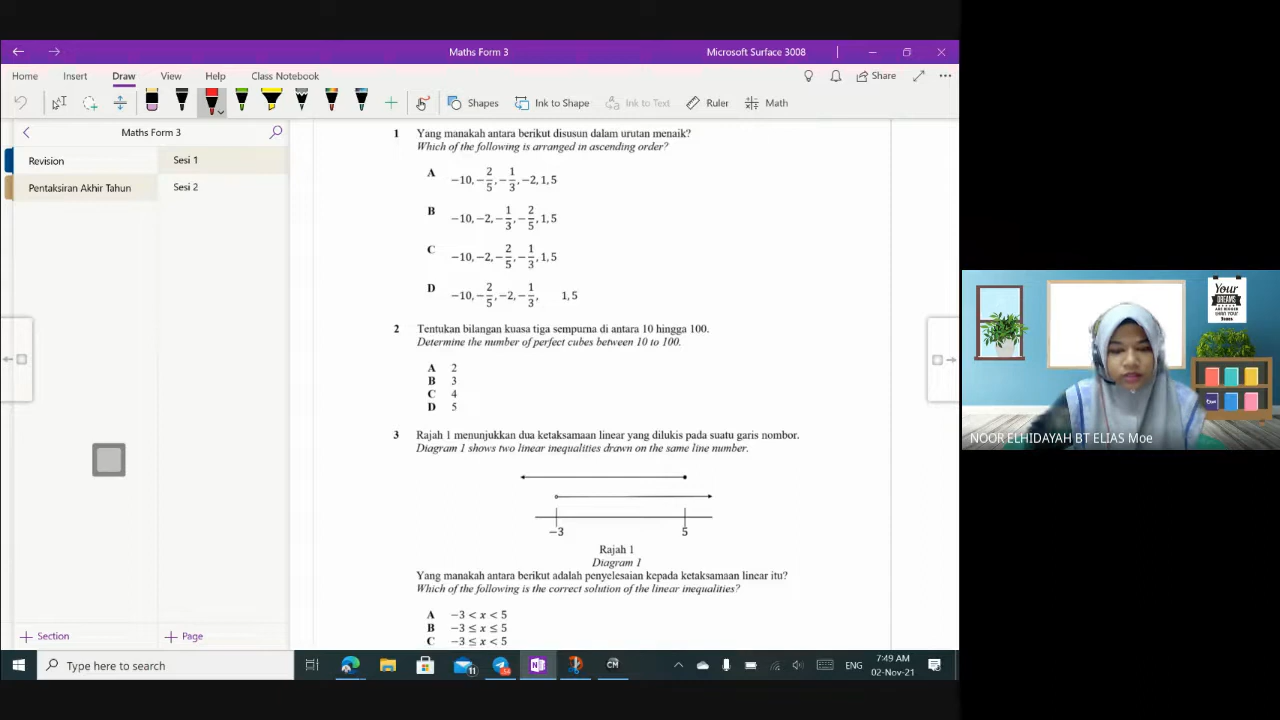 Maths Form 3
Microsoft Surface 3008
Home Insert Draw View Help Class Notebook
Share
Shapes Ink to Shape Ink to Text Ruler Math
Maths Form 3
Revision
Pentaksiran Akhir Tahun
Sesi 1
Sesi 2
1 Yang manakah antara berikut disusun dalam urutan menaik?
Which of the following is arranged in ascending order?
A −10, −2/5, −1/3, −2, 1, 5
B −10, −2, −1/3, −2/5, 1, 5
C −10, −2, −2/5, −1/3, 1, 5
D −10, −2/5, −2, −1/3, 1, 5
2 Tentukan bilangan kuasa tiga sempurna di antara 10 hingga 100.
Determine the number of perfect cubes between 10 to 100.
A 2
B 3
C 4
D 5
3 Rajah 1 menunjukkan dua ketaksamaan linear yang dilukis pada suatu garis nombor.
Diagram 1 shows two linear inequalities drawn on the same line number.
−3 5
Rajah 1
Diagram 1
Yang manakah antara berikut adalah penyelesaian kepada ketaksamaan linear itu?
Which of the following is the correct solution of the linear inequalities?
A −3 < x < 5
B −3 ≤ x ≤ 5
C −3 ≤ x < 5
+ Section
+ Page
Type here to search
11
CM
ENG
7:49 AM
02-Nov-21
Your
DREAMS
NOOR ELHIDAYAH BT ELIAS Moe